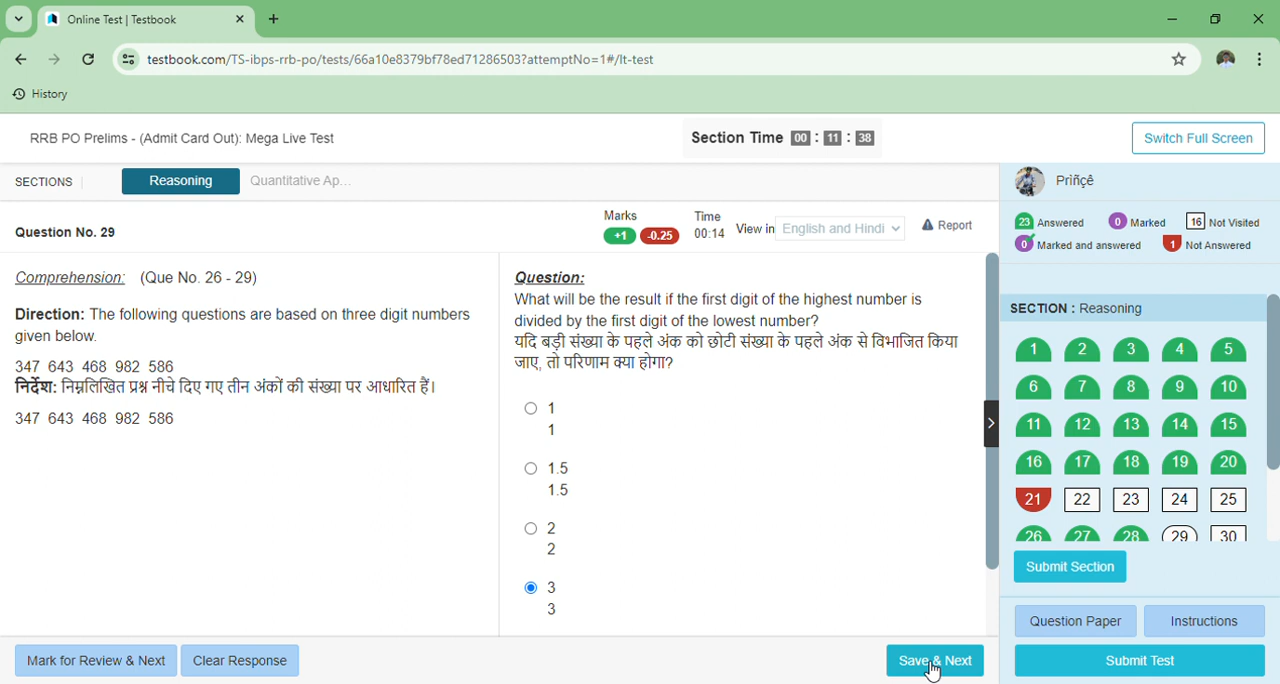 Online Test | Testbook
testbook.com/TS-ibps-rrb-po/tests/66a10e8379bf78ed71286503?attemptNo=1#/lt-test
History
RRB PO Prelims - (Admit Card Out): Mega Live Test
Section Time 00 : 11 : 38
Switch Full Screen
SECTIONS
Reasoning
Quantitative Ap...
Prïñçê
Question No. 29
Marks
+1 -0.25
Time
00:14
View in English and Hindi
Report
23 Answered 0 Marked 16 Not Visited
0 Marked and answered 1 Not Answered
Comprehension: (Que No. 26 - 29)
Direction: The following questions are based on three digit numbers
given below.
347 643 468 982 586
निर्देश: निम्नलिखित प्रश्न नीचे दिए गए तीन अंकों की संख्या पर आधारित हैं।
347 643 468 982 586
Question:
What will be the result if the first digit of the highest number is
divided by the first digit of the lowest number?
यदि बड़ी संख्या के पहले अंक को छोटी संख्या के पहले अंक से विभाजित किया
जाए, तो परिणाम क्या होगा?
1
1
1.5
1.5
2
2
3
3
SECTION : Reasoning
1 2 3 4 5
6 7 8 9 10
11 12 13 14 15
16 17 18 19 20
21 22 23 24 25
26 27 28 29 30
Submit Section
Question Paper
Instructions
Mark for Review & Next
Clear Response
Save & Next
Submit Test